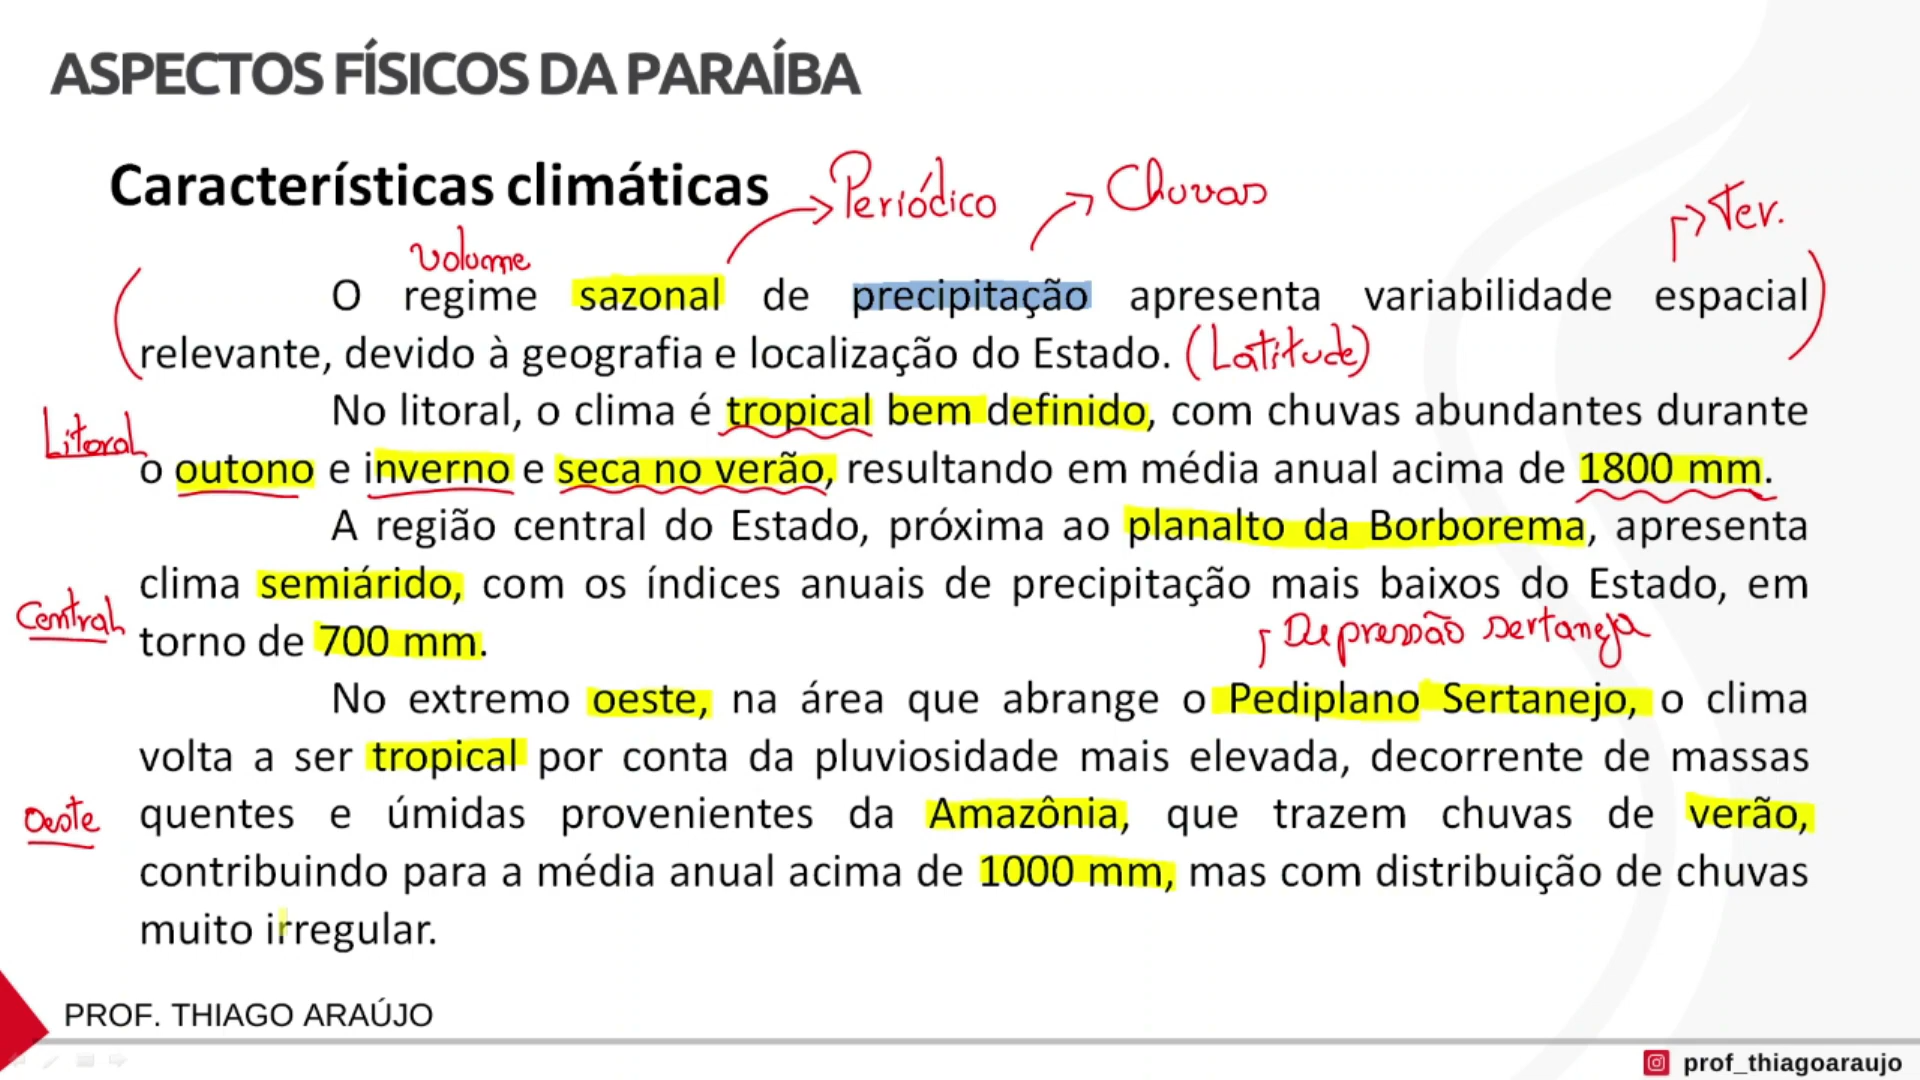 ASPECTOS FÍSICOS DA PARAÍBA
Características climáticas
Periódico
Chuvas
Ter.
volume
O regime sazonal de precipitação apresenta variabilidade espacial
relevante, devido à geografia e localização do Estado. (Latitude)
No litoral, o clima é tropical bem definido, com chuvas abundantes durante
Litoral
o outono e inverno e seca no verão, resultando em média anual acima de 1800 mm.
A região central do Estado, próxima ao planalto da Borborema, apresenta
clima semiárido, com os índices anuais de precipitação mais baixos do Estado, em
Central
torno de 700 mm.
Depressão sertaneja
No extremo oeste, na área que abrange o Pediplano Sertanejo, o clima
volta a ser tropical por conta da pluviosidade mais elevada, decorrente de massas
Oeste
quentes e úmidas provenientes da Amazônia, que trazem chuvas de verão,
contribuindo para a média anual acima de 1000 mm, mas com distribuição de chuvas
muito irregular.
PROF. THIAGO ARAÚJO
prof_thiagoaraujo